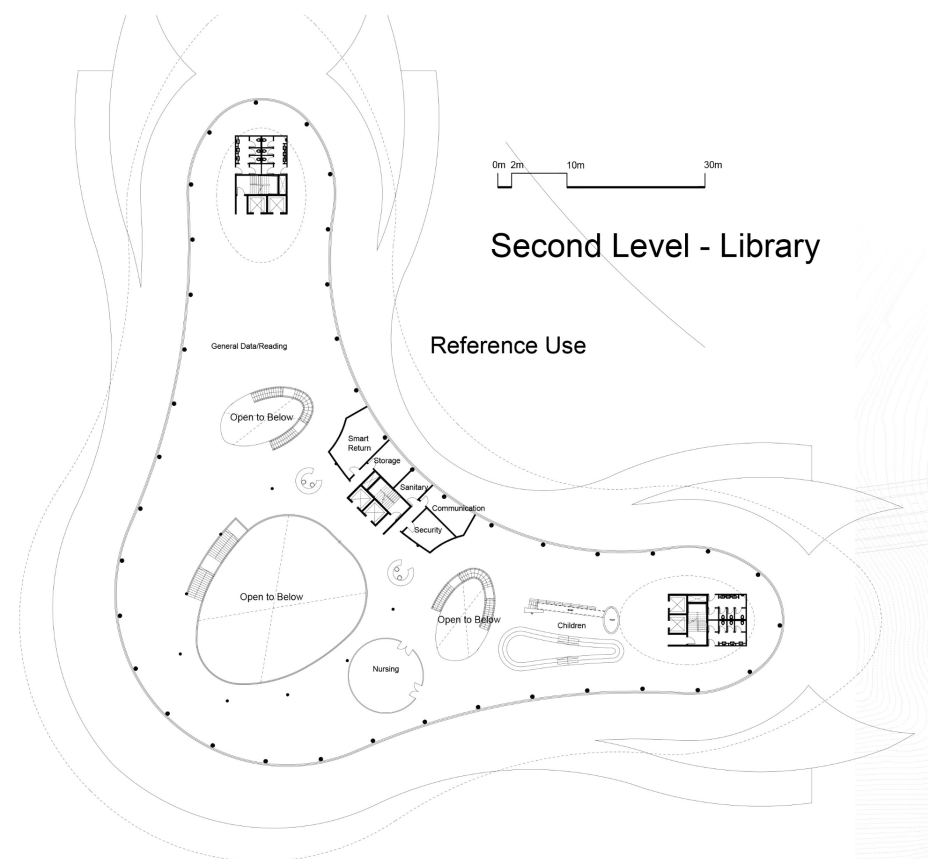 0m 2m 10m 30m
Second Level - Library
Reference Use
General Data/Reading
Open to Below
Smart
Return
Storage
Sanitary
Communication
Security
Open to Below
Open to Below
Children
Nursing